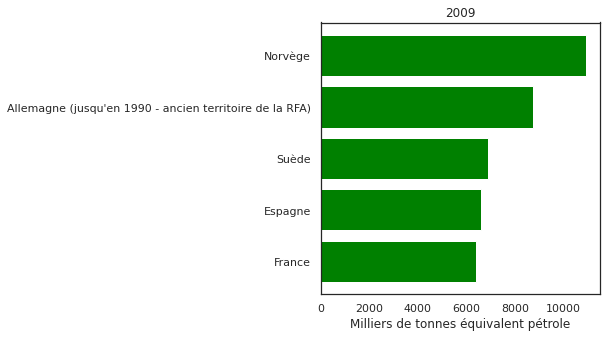 2009
Norvège
Allemagne (jusqu'en 1990 - ancien territoire de la RFA)
Suède
Espagne
France
0 2000 4000 6000 8000 10000
Milliers de tonnes équivalent pétrole